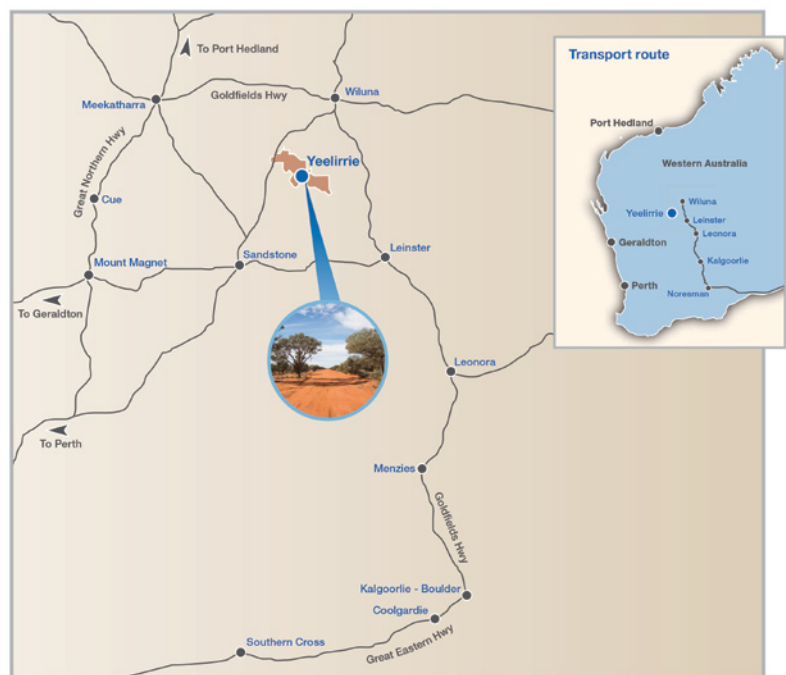 To Port Hedland
Meekatharra
Goldfields Hwy
Wiluna
Great Northern Hwy
Yeelirrie
Cue
Mount Magnet
Sandstone
Leinster
To Geraldton
Leonora
To Perth
Menzies
Goldfields Hwy
Kalgoorlie - Boulder
Coolgardie
Great Eastern Hwy
Southern Cross
Transport route
Port Hedland
Western Australia
Wiluna
Yeelirrie
Leinster
Leonora
Geraldton
Kalgoorlie
Perth
Noresman